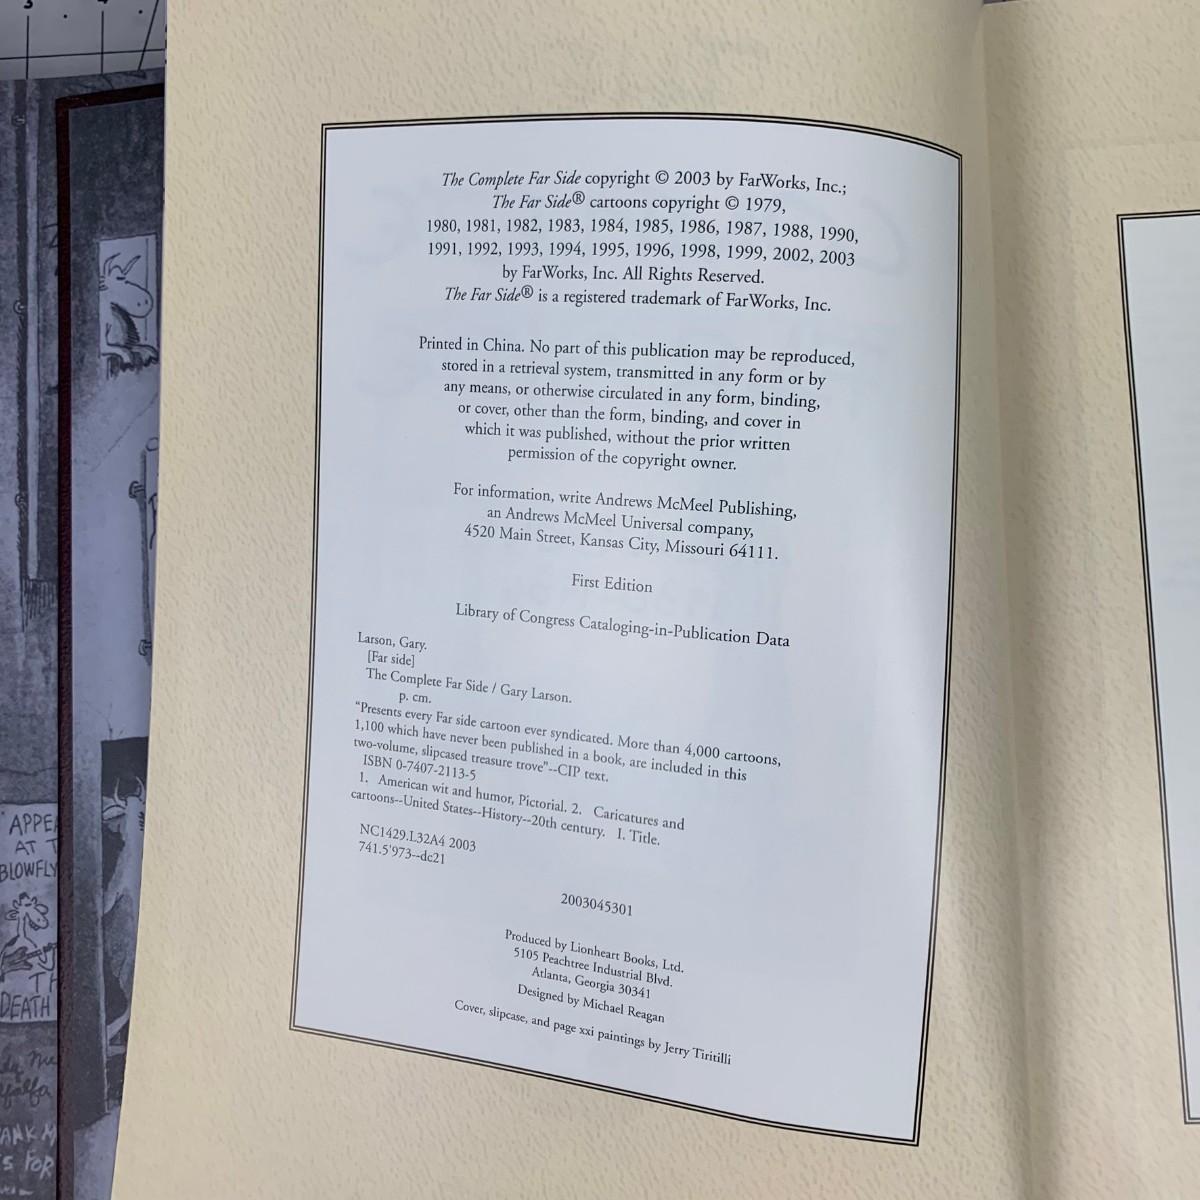 3
4
The Complete Far Side copyright © 2003 by FarWorks, Inc.;
The Far Side® cartoons copyright © 1979,
1980, 1981, 1982, 1983, 1984, 1985, 1986, 1987, 1988, 1990,
1991, 1992, 1993, 1994, 1995, 1996, 1998, 1999, 2002, 2003
by FarWorks, Inc. All Rights Reserved.
The Far Side® is a registered trademark of FarWorks, Inc.
Printed in China. No part of this publication may be reproduced,
stored in a retrieval system, transmitted in any form or by
any means, or otherwise circulated in any form, binding,
or cover, other than the form, binding, and cover in
which it was published, without the prior written
permission of the copyright owner.
For information, write Andrews McMeel Publishing,
an Andrews McMeel Universal company,
4520 Main Street, Kansas City, Missouri 64111.
First Edition
Library of Congress Cataloging-in-Publication Data
Larson, Gary.
[Far side]
The Complete Far Side / Gary Larson.
p. cm.
"Presents every Far side cartoon ever syndicated. More than 4,000 cartoons,
1,100 which have never been published in a book, are included in this
two-volume, slipcased treasure trove"--CIP text.
ISBN 0-7407-2113-5
1. American wit and humor, Pictorial. 2. Caricatures and
cartoons--United States--History--20th century. I. Title.
NC1429.L32A4 2003
741.5'973--dc21
2003045301
Produced by Lionheart Books, Ltd.
5105 Peachtree Industrial Blvd.
Atlanta, Georgia 30341
Designed by Michael Reagan
Cover, slipcase, and page xxi paintings by Jerry Tiritilli
APPE
AT T
BLOWFLY
TH
DEATH
ANK M
S FOR